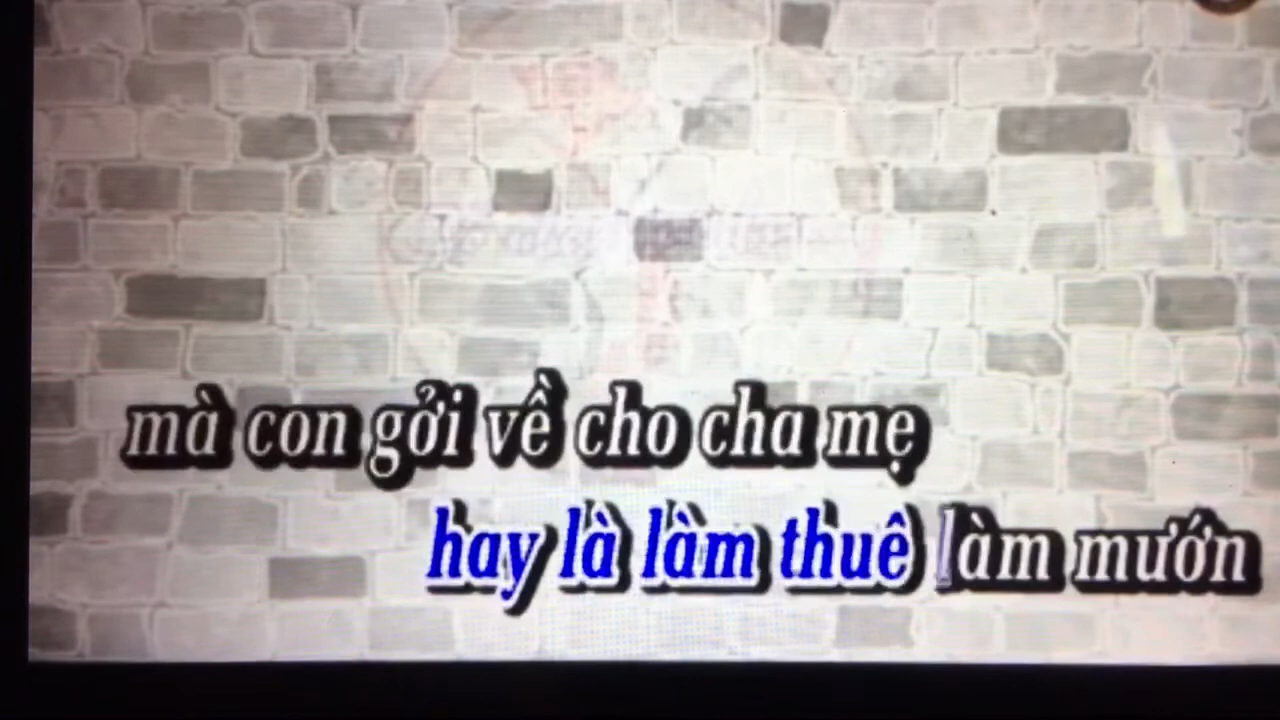 mà con gởi về cho cha mẹ
hay là làm thuê làm mướn